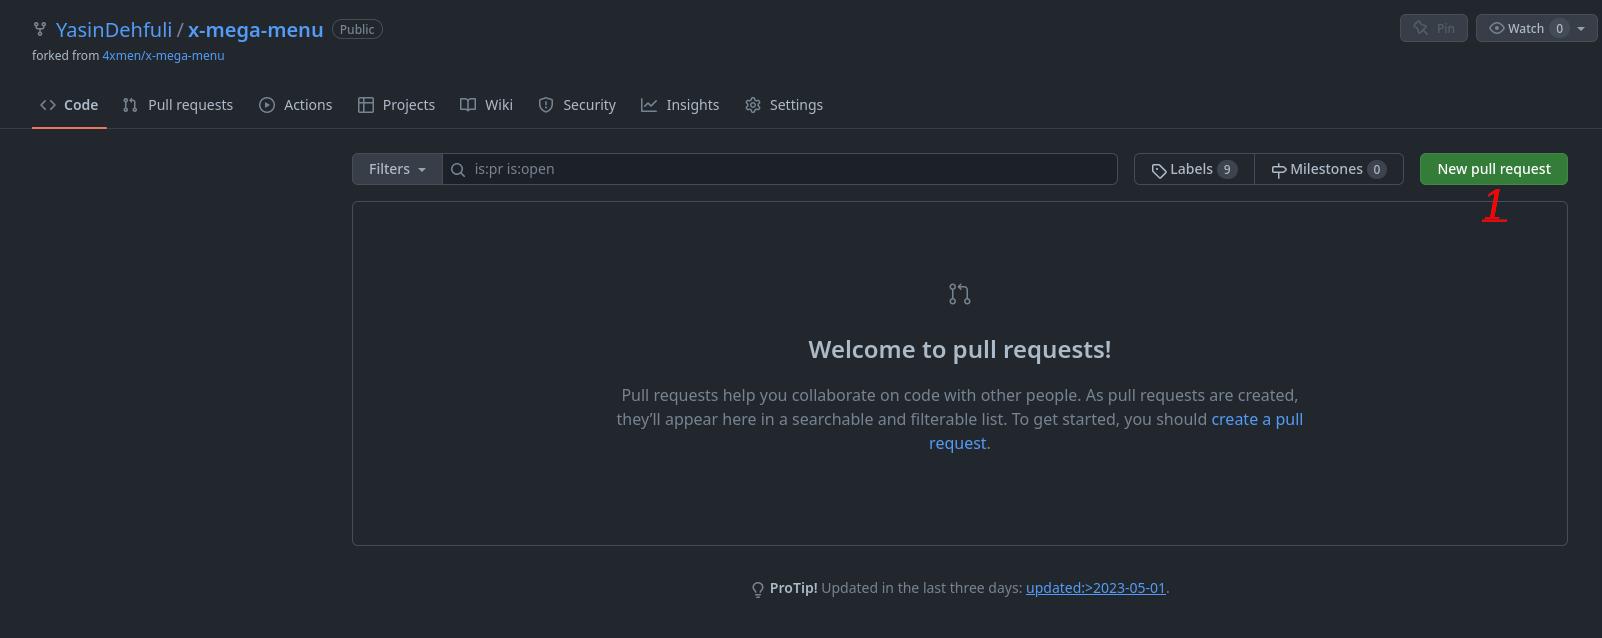 YasinDehfuli / x-mega-menu Public
Pin
Watch 0
forked from 4xmen/x-mega-menu
Code Pull requests Actions Projects Wiki Security Insights Settings
Filters is:pr is:open Labels 9 Milestones 0 New pull request
1
Welcome to pull requests!
Pull requests help you collaborate on code with other people. As pull requests are created,
they’ll appear here in a searchable and filterable list. To get started, you should create a pull
request.
ProTip! Updated in the last three days: updated:>2023-05-01.